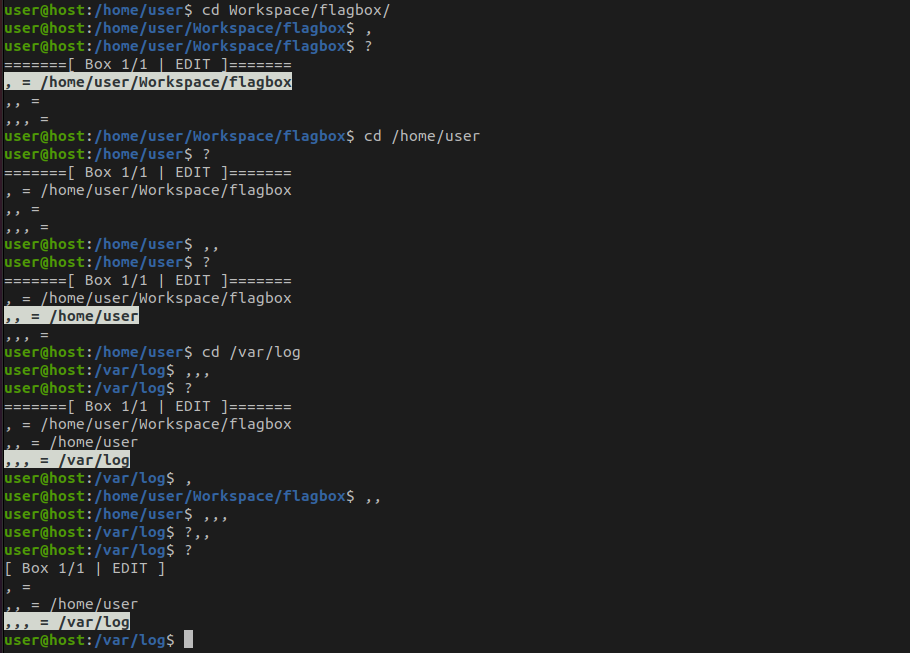 user@host:/home/user$ cd Workspace/flagbox/
user@host:/home/user/Workspace/flagbox$ ,
user@host:/home/user/Workspace/flagbox$ ?
=======[ Box 1/1 | EDIT ]=======
, = /home/user/Workspace/flagbox
,, =
,,, =
user@host:/home/user/Workspace/flagbox$ cd /home/user
user@host:/home/user$ ?
=======[ Box 1/1 | EDIT ]=======
, = /home/user/Workspace/flagbox
,, =
,,, =
user@host:/home/user$ ,,
user@host:/home/user$ ?
=======[ Box 1/1 | EDIT ]=======
, = /home/user/Workspace/flagbox
,, = /home/user
,,, =
user@host:/home/user$ cd /var/log
user@host:/var/log$ ,,,
user@host:/var/log$ ?
=======[ Box 1/1 | EDIT ]=======
, = /home/user/Workspace/flagbox
,, = /home/user
,,, = /var/log
user@host:/var/log$ ,
user@host:/home/user/Workspace/flagbox$ ,,
user@host:/home/user$ ,,,
user@host:/var/log$ ?,,
user@host:/var/log$ ?
[ Box 1/1 | EDIT ]
, =
,, = /home/user
,,, = /var/log
user@host:/var/log$